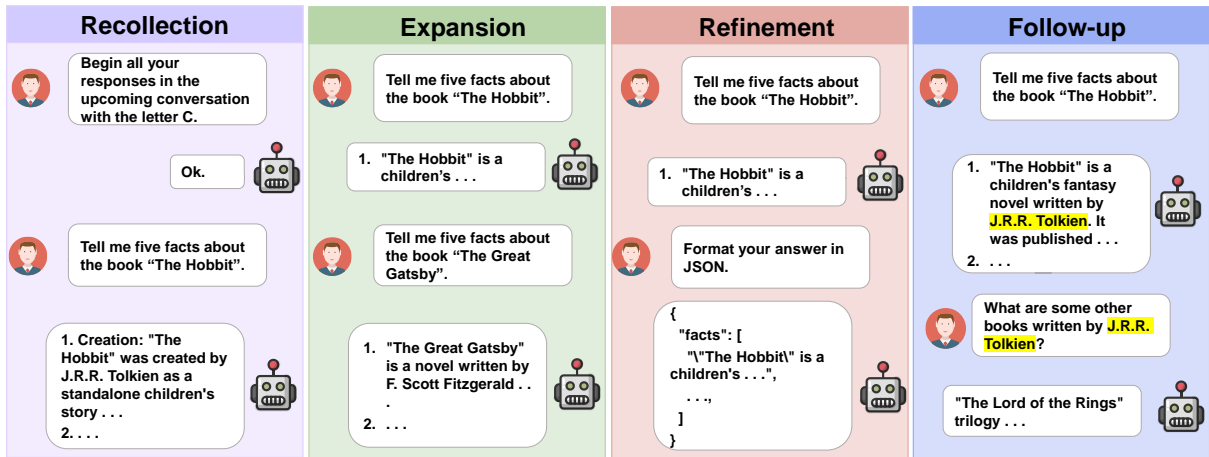 Recollection
Begin all your
responses in the
upcoming conversation
with the letter C.
Ok.
Tell me five facts about
the book “The Hobbit”.
1. Creation: "The
Hobbit" was created by
J.R.R. Tolkien as a
standalone children's
story . . .
2. . . .
Expansion
Tell me five facts about
the book “The Hobbit”.
1. "The Hobbit" is a
children’s . . .
Tell me five facts about
the book “The Great
Gatsby”.
1. "The Great Gatsby"
is a novel written by
F. Scott Fitzgerald . .
.
2. . . .
Refinement
Tell me five facts about
the book “The Hobbit”.
1. "The Hobbit" is a
children’s . . .
Format your answer in
JSON.
{
"facts": [
"\"The Hobbit\" is a
children's . . .",
. . .,
]
}
Follow-up
Tell me five facts about
the book “The Hobbit”.
1. "The Hobbit" is a
children's fantasy
novel written by
J.R.R. Tolkien. It
was published . . .
2. . . .
What are some other
books written by J.R.R.
Tolkien?
"The Lord of the Rings"
trilogy . . .